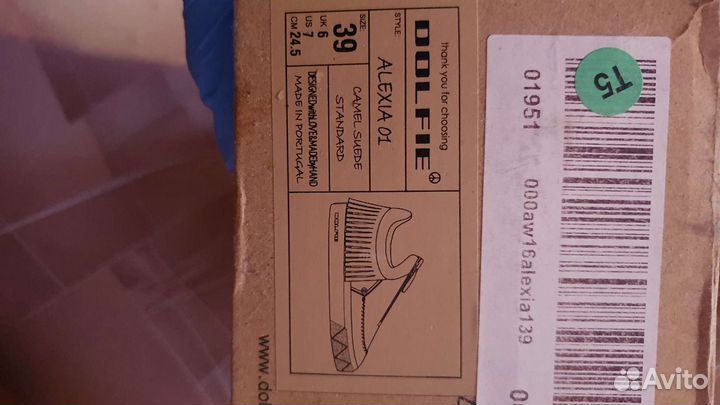 thank you for choosing
DOLFIE
STYLE:
ALEXIA 01
SIZE:
39
UK 6
US 7
CM 24.5
CAMEL SUEDE
STANDARD
DESIGNEDwithLOVE&MADEbyHAND
MADE IN PORTUGAL
DOLFIE
www.dol
T5
01951
000aw16alexia139
Avito